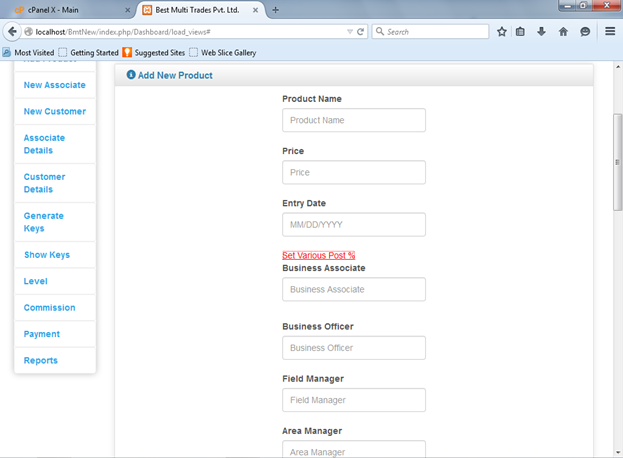 cPanel X - Main
Best Multi Trades Pvt. Ltd.
localhost/BmtNew/index.php/Dashboard/load_views#
Search
Most Visited
Getting Started
Suggested Sites
Web Slice Gallery
New Associate
New Customer
Associate
Details
Customer
Details
Generate
Keys
Show Keys
Level
Commission
Payment
Reports
Add New Product
Product Name
Product Name
Price
Price
Entry Date
MM/DD/YYYY
Set Various Post %
Business Associate
Business Associate
Business Officer
Business Officer
Field Manager
Field Manager
Area Manager
Area Manager